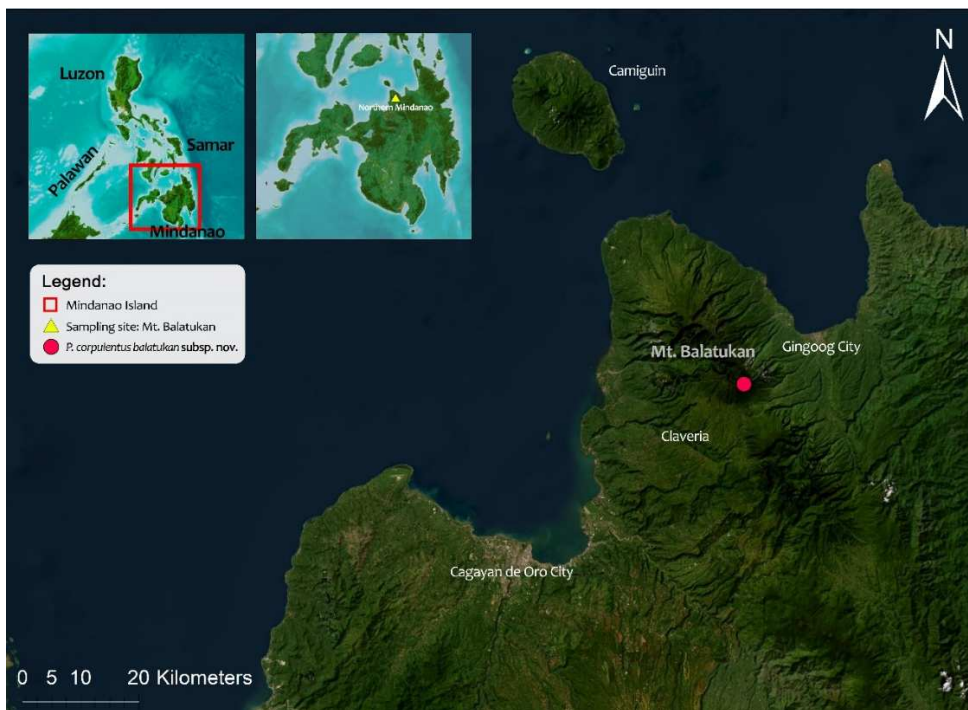 Luzon
Samar
Palawan
Mindanao
Northern Mindanao
Camiguin
N
Legend:
Mindanao Island
Sampling site: Mt. Balatukan
P. corpulentus balatukan subsp. nov.
Mt. Balatukan
Gingoog City
Claveria
Cagayan de Oro City
0 5 10 20 Kilometers